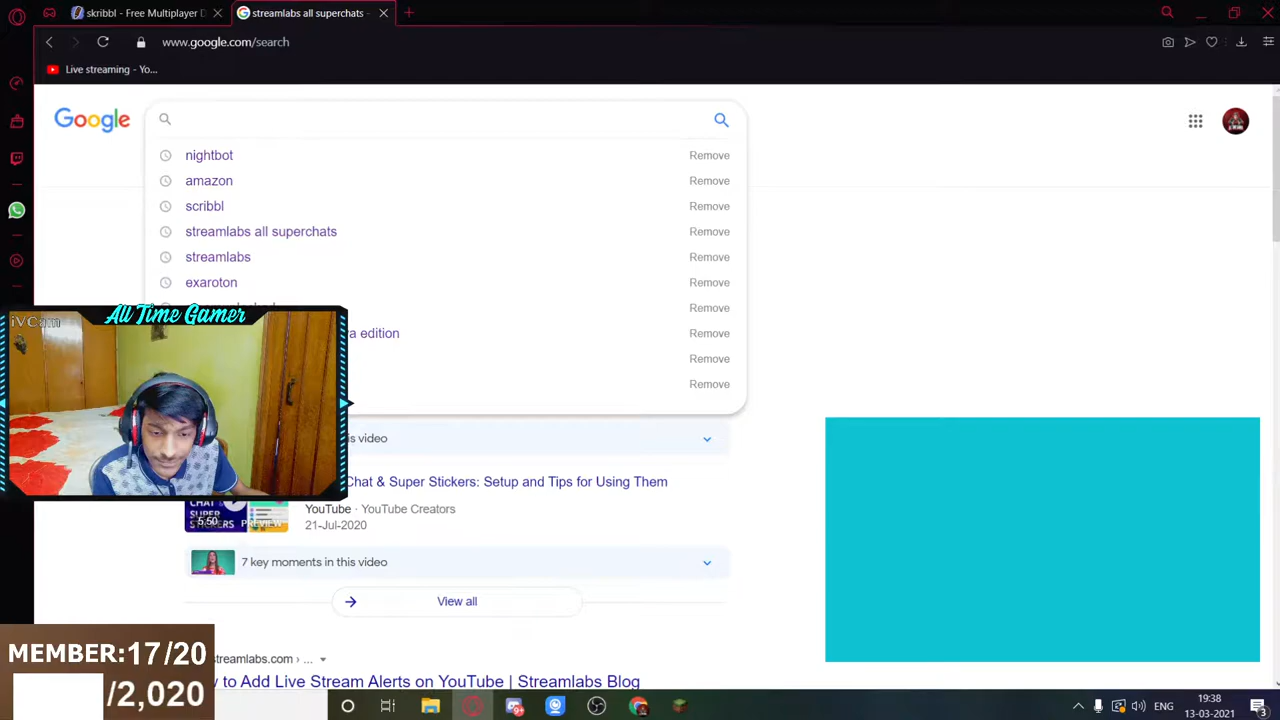 skribbl - Free Multiplayer D
streamlabs all superchats -
www.google.com/search
Live streaming - Yo...
Google
nightbot
Remove
amazon
Remove
scribbl
Remove
streamlabs all superchats
Remove
streamlabs
Remove
exaroton
Remove
Remove
a edition
Remove
Remove
Remove
iVCam
All Time Gamer
s video
Chat & Super Stickers: Setup and Tips for Using Them
YouTube · YouTube Creators
21-Jul-2020
CHAT
SUPER
5:50
PREVIEW
7 key moments in this video
View all
streamlabs.com › ...
to Add Live Stream Alerts on YouTube | Streamlabs Blog
MEMBER:17/20
/2,020
ENG
19:38
13-03-2021
3